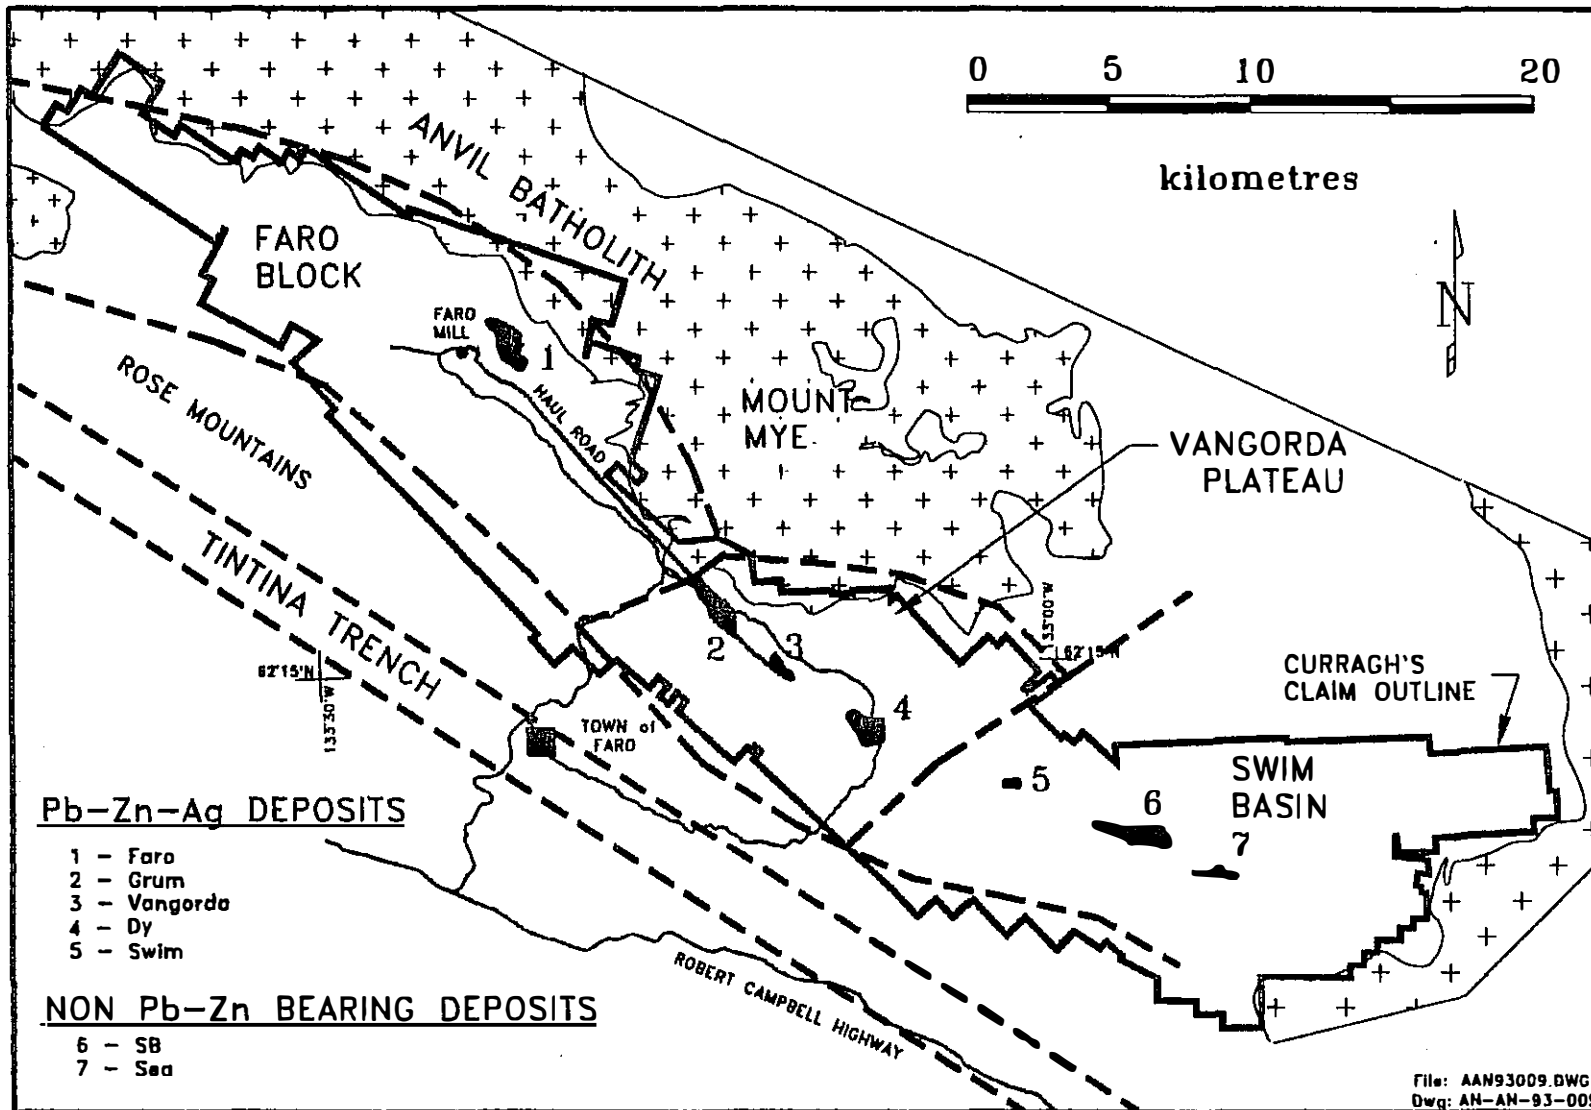 0 5 10 20
kilometres
N
ANVIL BATHOLITH
FARO
BLOCK
FARO
MILL
1
HAUL ROAD
ROSE MOUNTAINS
MOUNT
MYE
VANGORDA
PLATEAU
TINTINA TRENCH
2
3
4
62°15'N
133°30'W
133°00'W
62°15'N
TOWN of
FARO
CURRAGH'S
CLAIM OUTLINE
SWIM
BASIN
5
6
7
Pb-Zn-Ag DEPOSITS
1 - Faro
2 - Grum
3 - Vangorda
4 - Dy
5 - Swim
NON Pb-Zn BEARING DEPOSITS
6 - SB
7 - Sea
ROBERT CAMPBELL HIGHWAY
File: AAN93009.DWG
Dwg: AN-AN-93-00